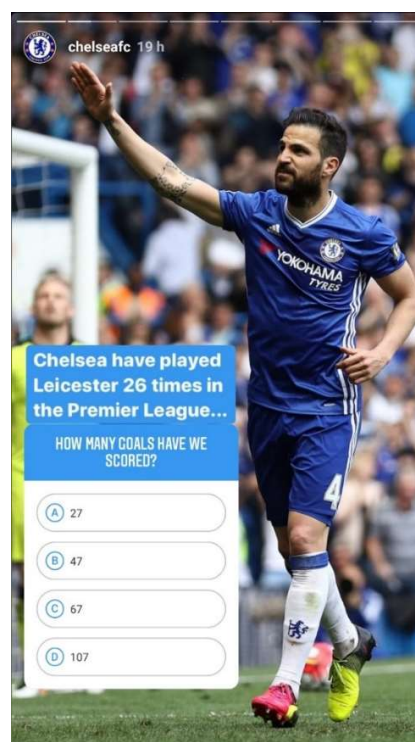 chelseafc 19 h
YOKOHAMA
TYRES
4
Chelsea have played
Leicester 26 times in
the Premier League...
HOW MANY GOALS HAVE WE
SCORED?
A 27
B 47
C 67
D 107